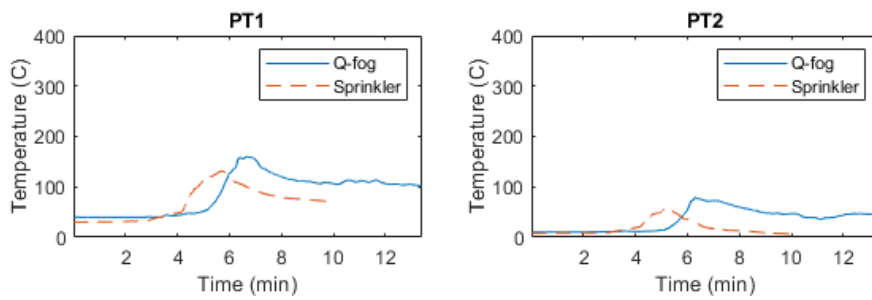 PT1
400
300
200
100
0
Temperature (C)
Q-fog
Sprinkler
2 4 6 8 10 12
Time (min)
PT2
400
300
200
100
0
Temperature (C)
Q-fog
Sprinkler
2 4 6 8 10 12
Time (min)